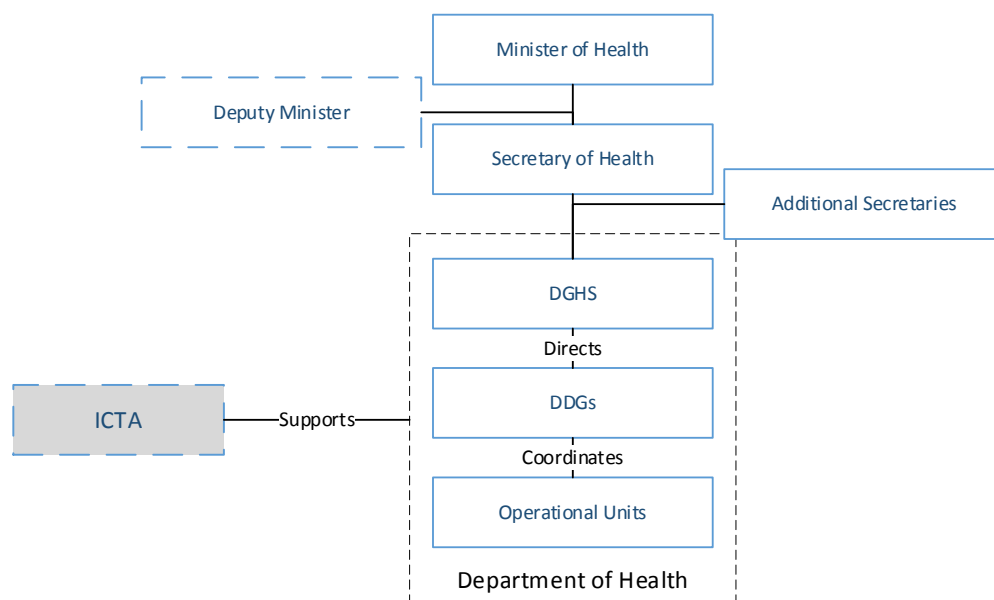 Minister of Health
Deputy Minister
Secretary of Health
Additional Secretaries
DGHS
Directs
DDGs
ICTA
Supports
Coordinates
Operational Units
Department of Health